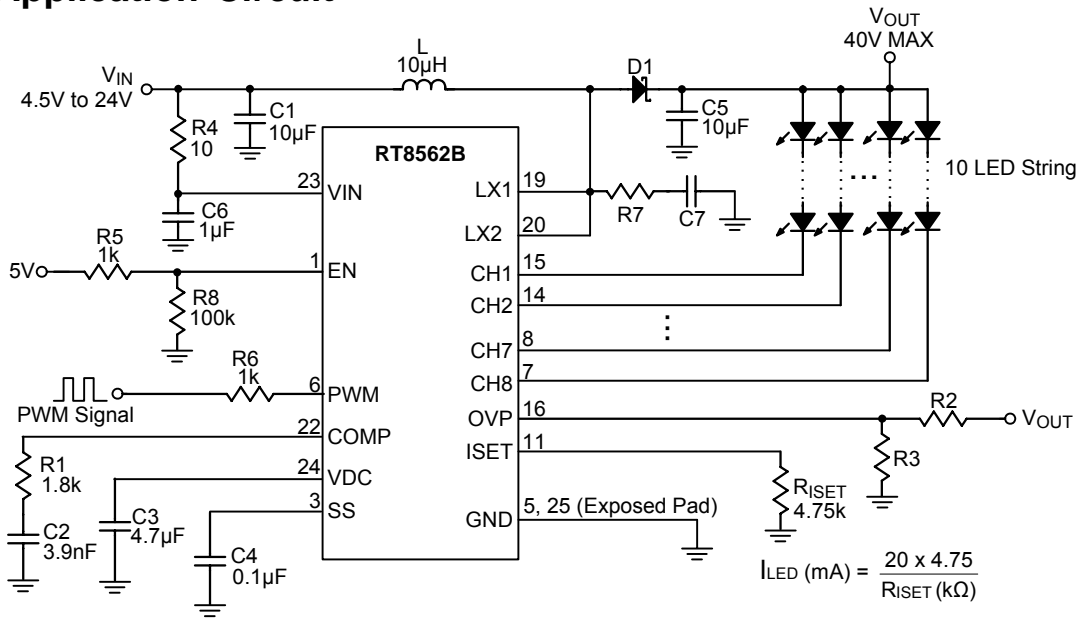 VOUT
40V MAX
L
10µH
D1
VIN
4.5V to 24V
C1
10µF
C5
10µF
R4
10
RT8562B
10 LED String
23
VIN
LX1
19
R7
C7
C6
1µF
LX2
20
R5
1k
5V
1
EN
CH1
15
R8
100k
CH2
14
CH7
8
R6
1k
CH8
7
PWM Signal
6
PWM
OVP
16
R2
VOUT
22
COMP
ISET
11
R3
R1
1.8k
24
VDC
RISET
4.75k
3
SS
GND
5, 25 (Exposed Pad)
C2
3.9nF
C3
4.7µF
C4
0.1µF
ILED (mA) = 20 x 4.75
RISET (kΩ)